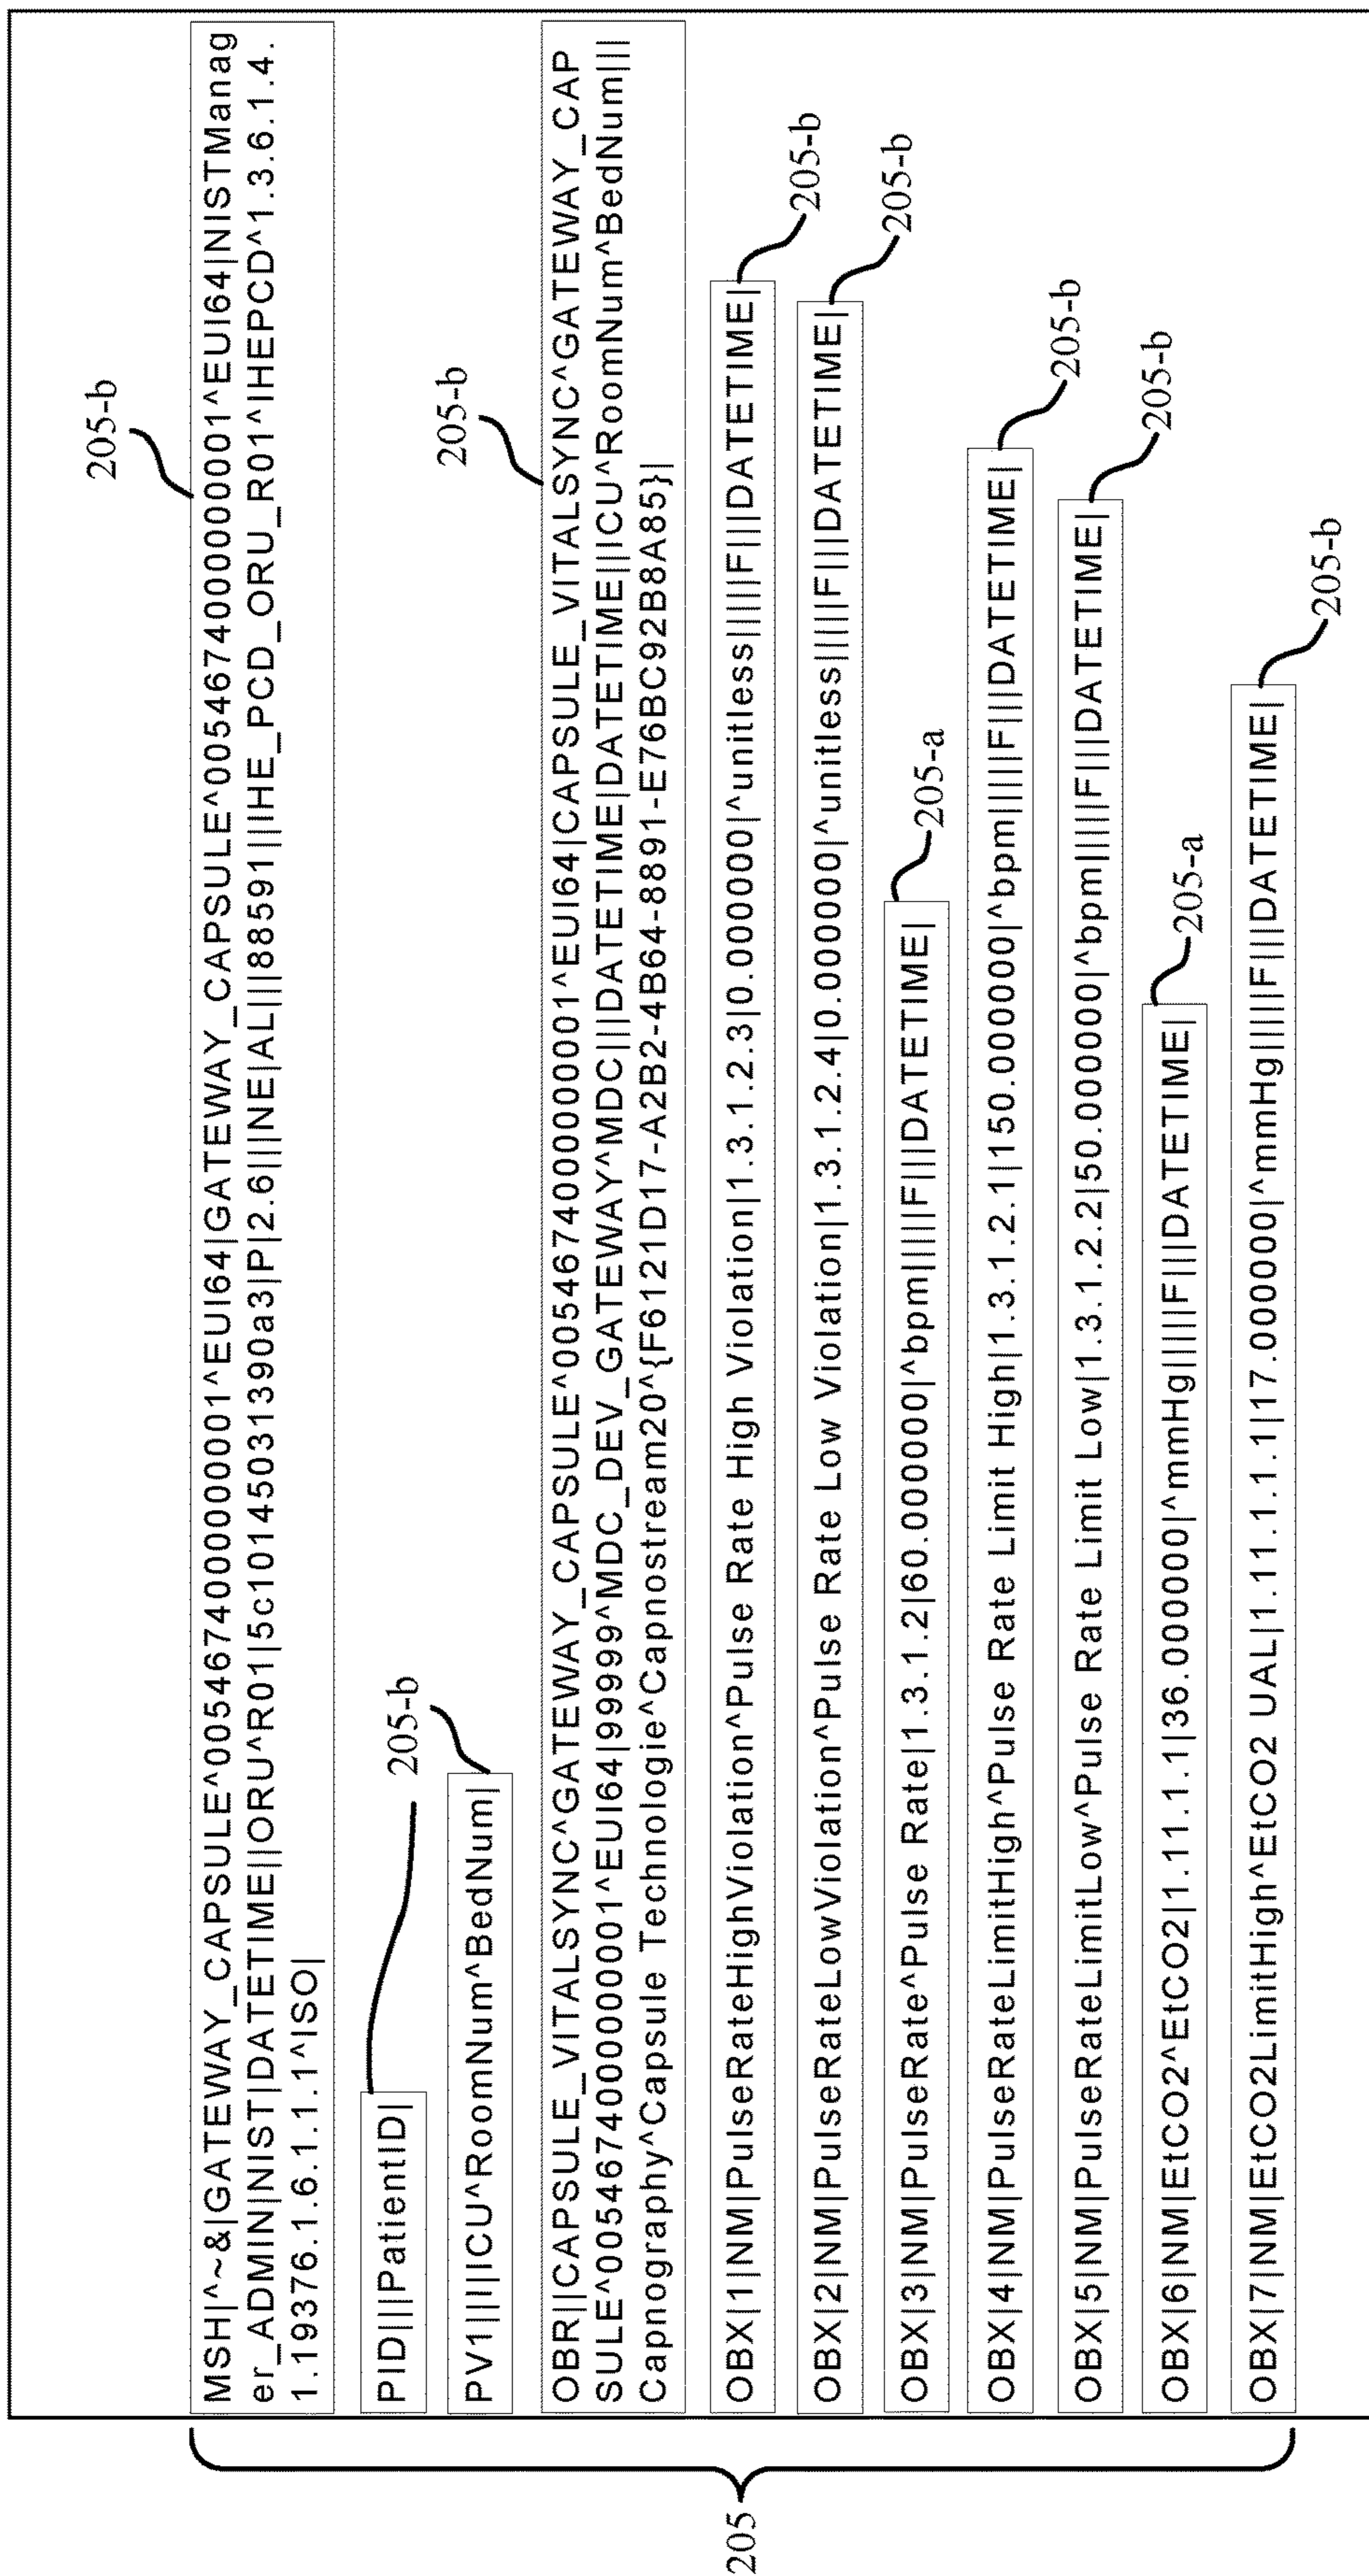 205-b
MSH|^~&|GATEWAY_CAPSULE^0054674000000001^EUI64|GATEWAY_CAPSULE^0054674000000001^EUI64|NISTManag
er_ADMIN|NIST|DATETIME||ORU^R01|5c10145031390a3|P|2.6|||NE|AL||||88591|||IHE_PCD_ORU_R01^IHEPCD^1.3.6.1.4.
1.19376.1.6.1.1.1^ISO|
PID|||PatientID|
205-b
PV1||I|ICU^RoomNum^BedNum|
205-b
OBR||CAPSULE_VITALSYNC^GATEWAY_CAPSULE^0054674000000001^EUI64|CAPSULE_VITALSYNC^GATEWAY_CAP
SULE^0054674000000001^EUI64|99999^MDC_DEV_GATEWAY^MDC|||DATETIME|DATETIME|||ICU^RoomNum^BedNum|||
Capnography^Capsule Technologie^Capnostream20^{F6121D17-A2B2-4B64-8891-E76BC92B8A85}|
OBX|1|NM|PulseRateHighViolation^Pulse Rate High Violation|1.3.1.2.3|0.000000|^unitless|||||F|||DATETIME|
205-b
OBX|2|NM|PulseRateLowViolation^Pulse Rate Low Violation|1.3.1.2.4|0.000000|^unitless|||||F|||DATETIME|
205-b
OBX|3|NM|PulseRate^Pulse Rate|1.3.1.2|60.000000|^bpm|||||F|||DATETIME|
205-a
OBX|4|NM|PulseRateLimitHigh^Pulse Rate Limit High|1.3.1.2.1|150.000000|^bpm|||||F|||DATETIME|
205-b
OBX|5|NM|PulseRateLimitLow^Pulse Rate Limit Low|1.3.1.2.2|50.000000|^bpm|||||F|||DATETIME|
205-b
OBX|6|NM|EtCO2^EtCO2|1.11.1.1|36.000000|^mmHg|||||F|||DATETIME|
205-a
OBX|7|NM|EtCO2LimitHigh^EtCO2 UAL|1.11.1.1.1|17.000000|^mmHg|||||F|||DATETIME|
205-b
205